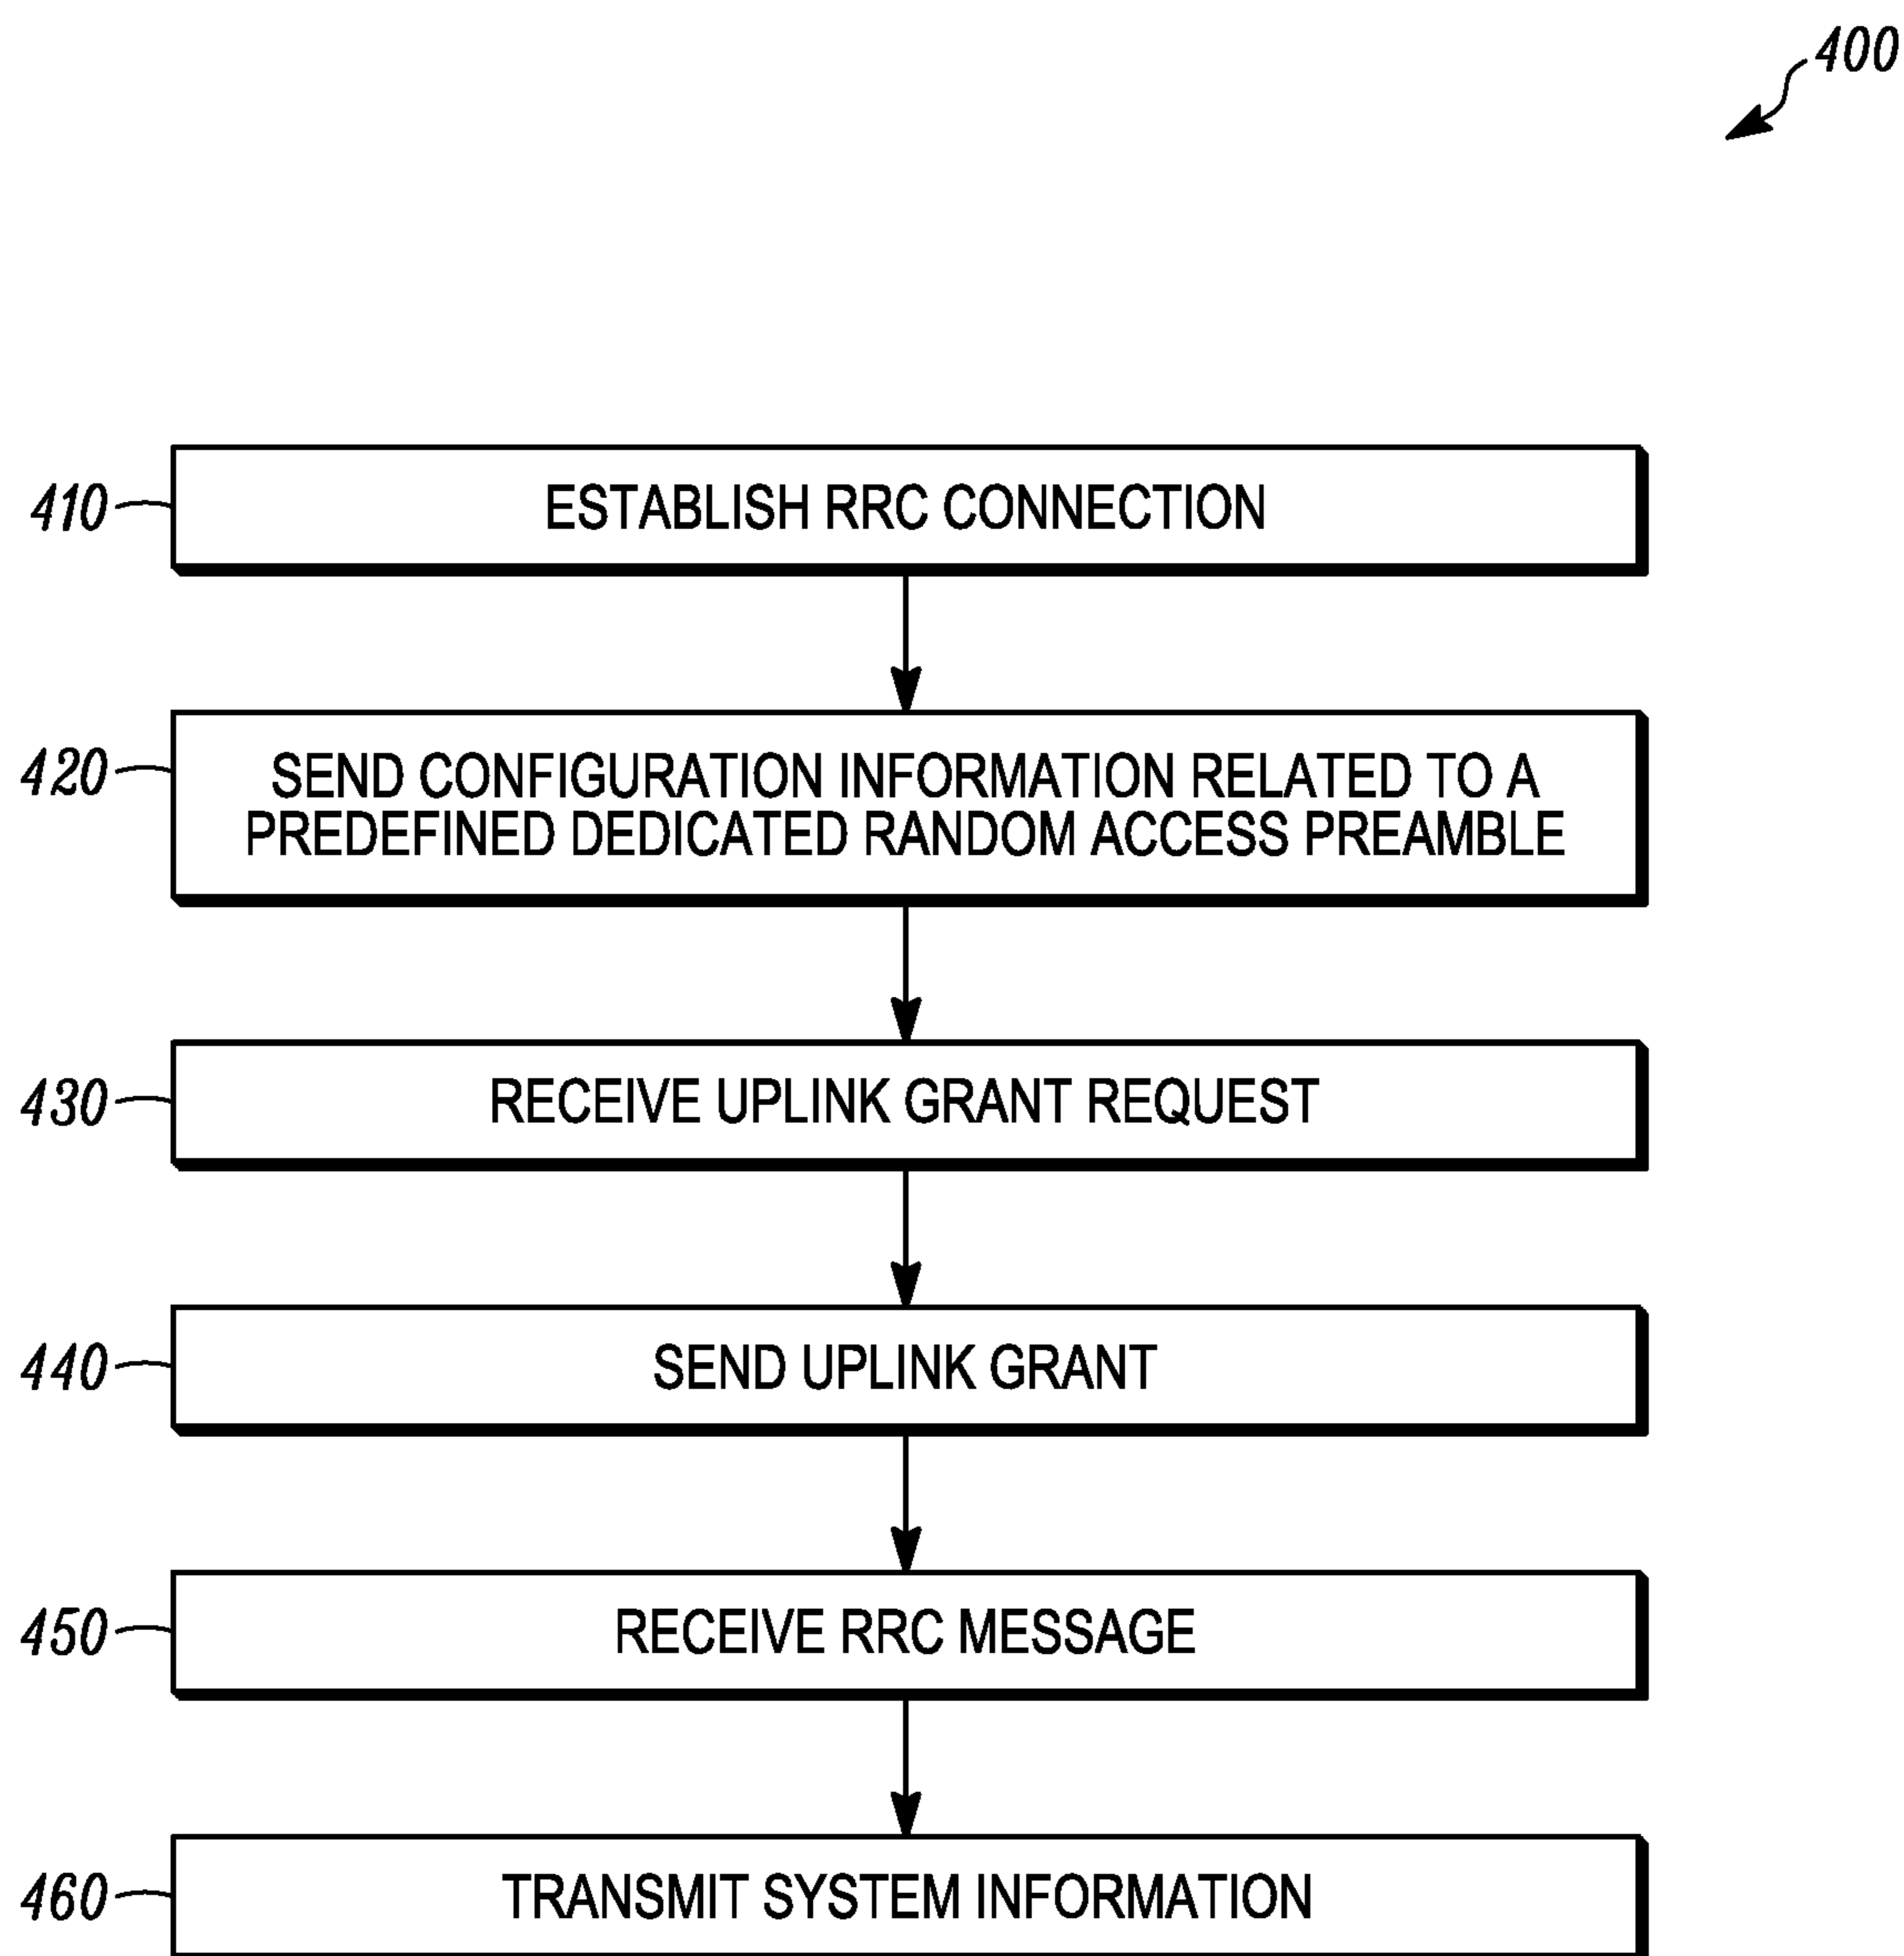 400
410
ESTABLISH RRC CONNECTION
420
SEND CONFIGURATION INFORMATION RELATED TO A
PREDEFINED DEDICATED RANDOM ACCESS PREAMBLE
430
RECEIVE UPLINK GRANT REQUEST
440
SEND UPLINK GRANT
450
RECEIVE RRC MESSAGE
460
TRANSMIT SYSTEM INFORMATION